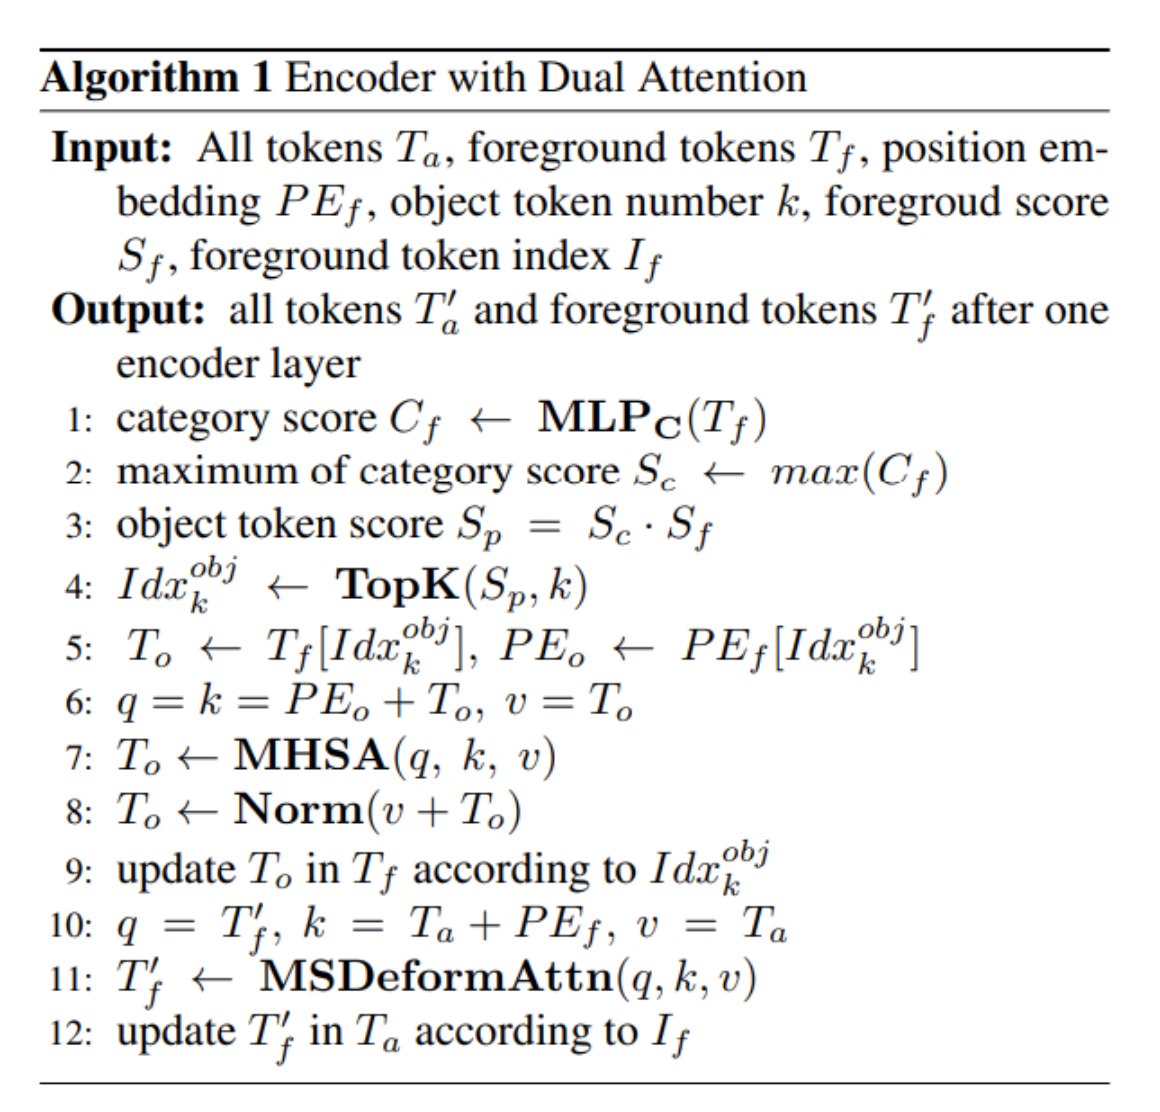 Algorithm 1 Encoder with Dual Attention
Input: All tokens $T_a$, foreground tokens $T_f$, position em-
bedding $PE_f$, object token number $k$, foregroud score
$S_f$, foreground token index $I_f$
Output: all tokens $T'_a$ and foreground tokens $T'_f$ after one
encoder layer
1: category score $C_f \leftarrow \mathbf{MLP_C}(T_f)$
2: maximum of category score $S_c \leftarrow max(C_f)$
3: object token score $S_p = S_c \cdot S_f$
4: $Idx_k^{obj} \leftarrow \mathbf{TopK}(S_p, k)$
5: $T_o \leftarrow T_f[Idx_k^{obj}], PE_o \leftarrow PE_f[Idx_k^{obj}]$
6: $q = k = PE_o + T_o, v = T_o$
7: $T_o \leftarrow \mathbf{MHSA}(q, k, v)$
8: $T_o \leftarrow \mathbf{Norm}(v + T_o)$
9: update $T_o$ in $T_f$ according to $Idx_k^{obj}$
10: $q = T'_f, k = T_a + PE_f, v = T_a$
11: $T'_f \leftarrow \mathbf{MSDeformAttn}(q, k, v)$
12: update $T'_f$ in $T_a$ according to $I_f$